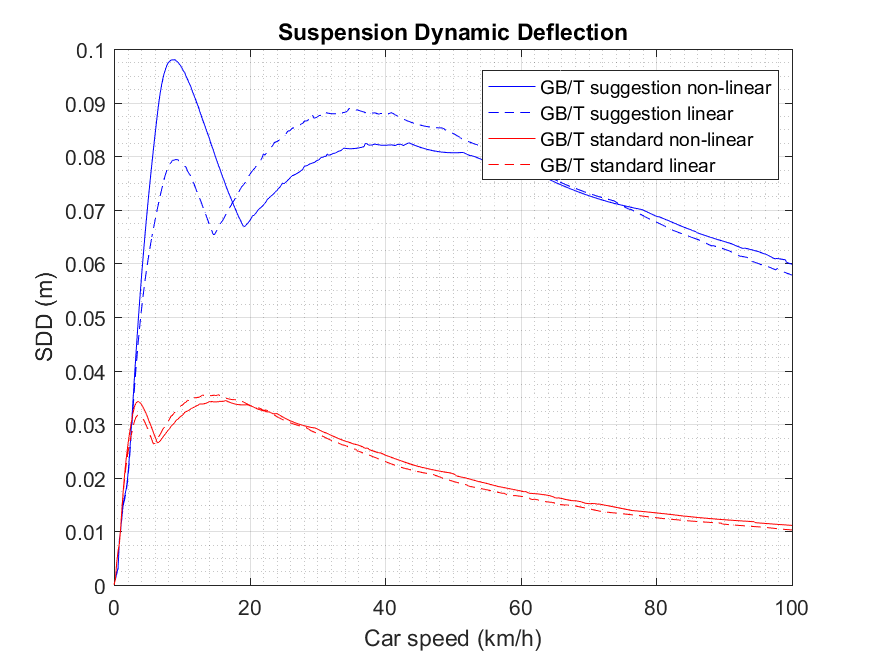 Suspension Dynamic Deflection
0.1
0.09
0.08
0.07
0.06
0.05
0.04
0.03
0.02
0.01
0
SDD (m)
GB/T suggestion non-linear
GB/T suggestion linear
GB/T standard non-linear
GB/T standard linear
0 20 40 60 80 100
Car speed (km/h)